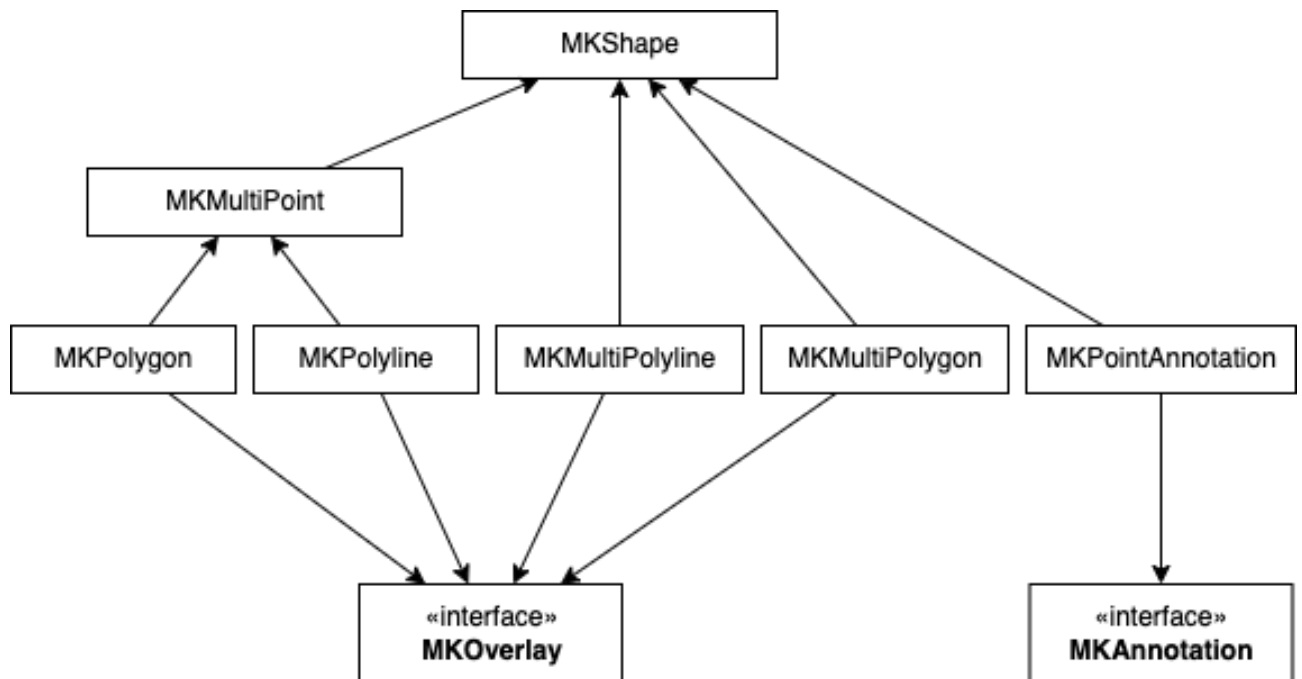 MKShape
MKMultiPoint
MKPolygon
MKPolyline
MKMultiPolyline
MKMultiPolygon
MKPointAnnotation
«interface»
MKOverlay
«interface»
MKAnnotation